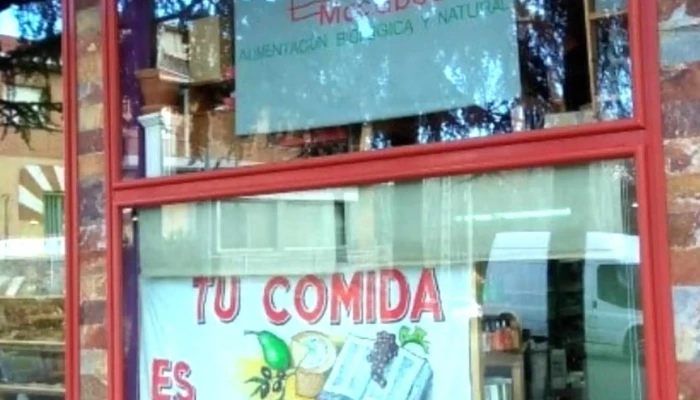 ALIMENTACIÓN BIOLÓGICA Y NATURAL
TU COMIDA
ES